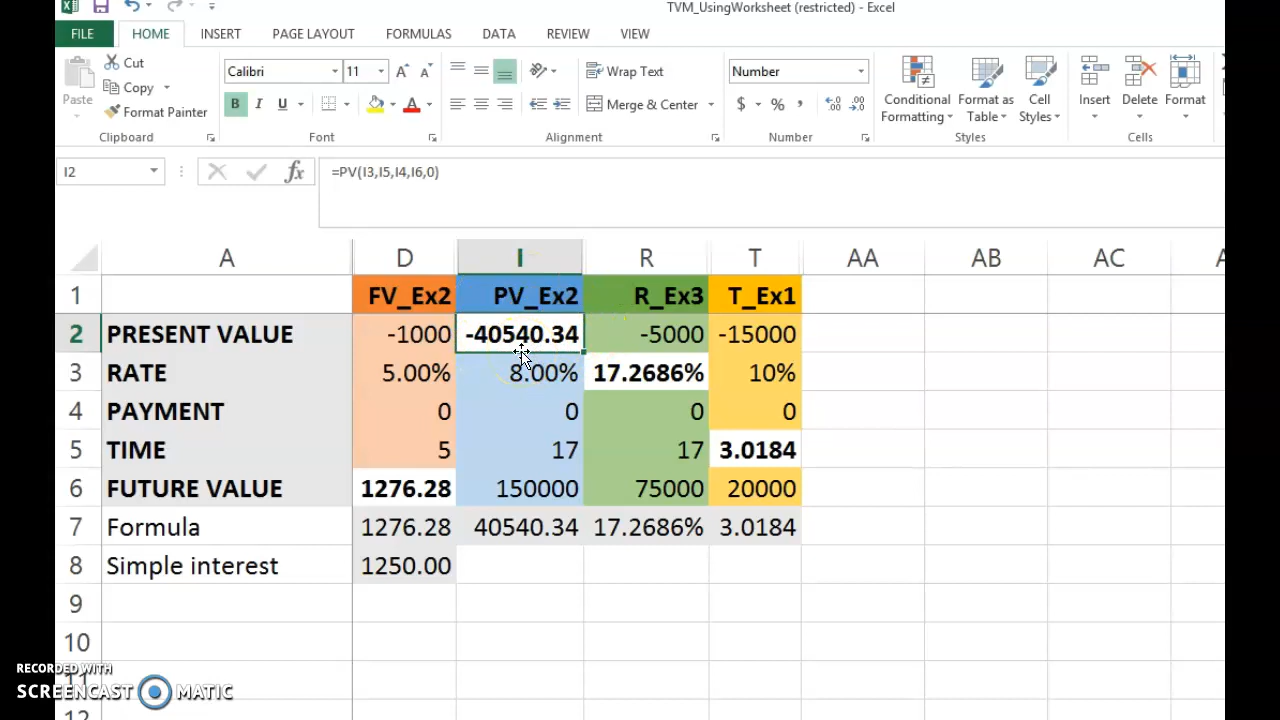 TVM_UsingWorksheet (restricted) - Excel
FILE HOME INSERT PAGE LAYOUT FORMULAS DATA REVIEW VIEW
Paste Cut Copy Format Painter
Clipboard
Calibri 11
B I U A
Font
Wrap Text
Merge & Center
Alignment
Number
$ % ,
Number
Conditional Formatting Format as Table Cell Styles
Styles
Insert Delete Format
Cells
I2 fx =PV(I3,I5,I4,I6,0)
A D I R T AA AB AC
1 FV_Ex2 PV_Ex2 R_Ex3 T_Ex1
2 PRESENT VALUE -1000 -40540.34 -5000 -15000
3 RATE 5.00% 8.00% 17.2686% 10%
4 PAYMENT 0 0 0 0
5 TIME 5 17 17 3.0184
6 FUTURE VALUE 1276.28 150000 75000 20000
7 Formula 1276.28 40540.34 17.2686% 3.0184
8 Simple interest 1250.00
9
10
11
12
RECORDED WITH
SCREENCAST MATIC